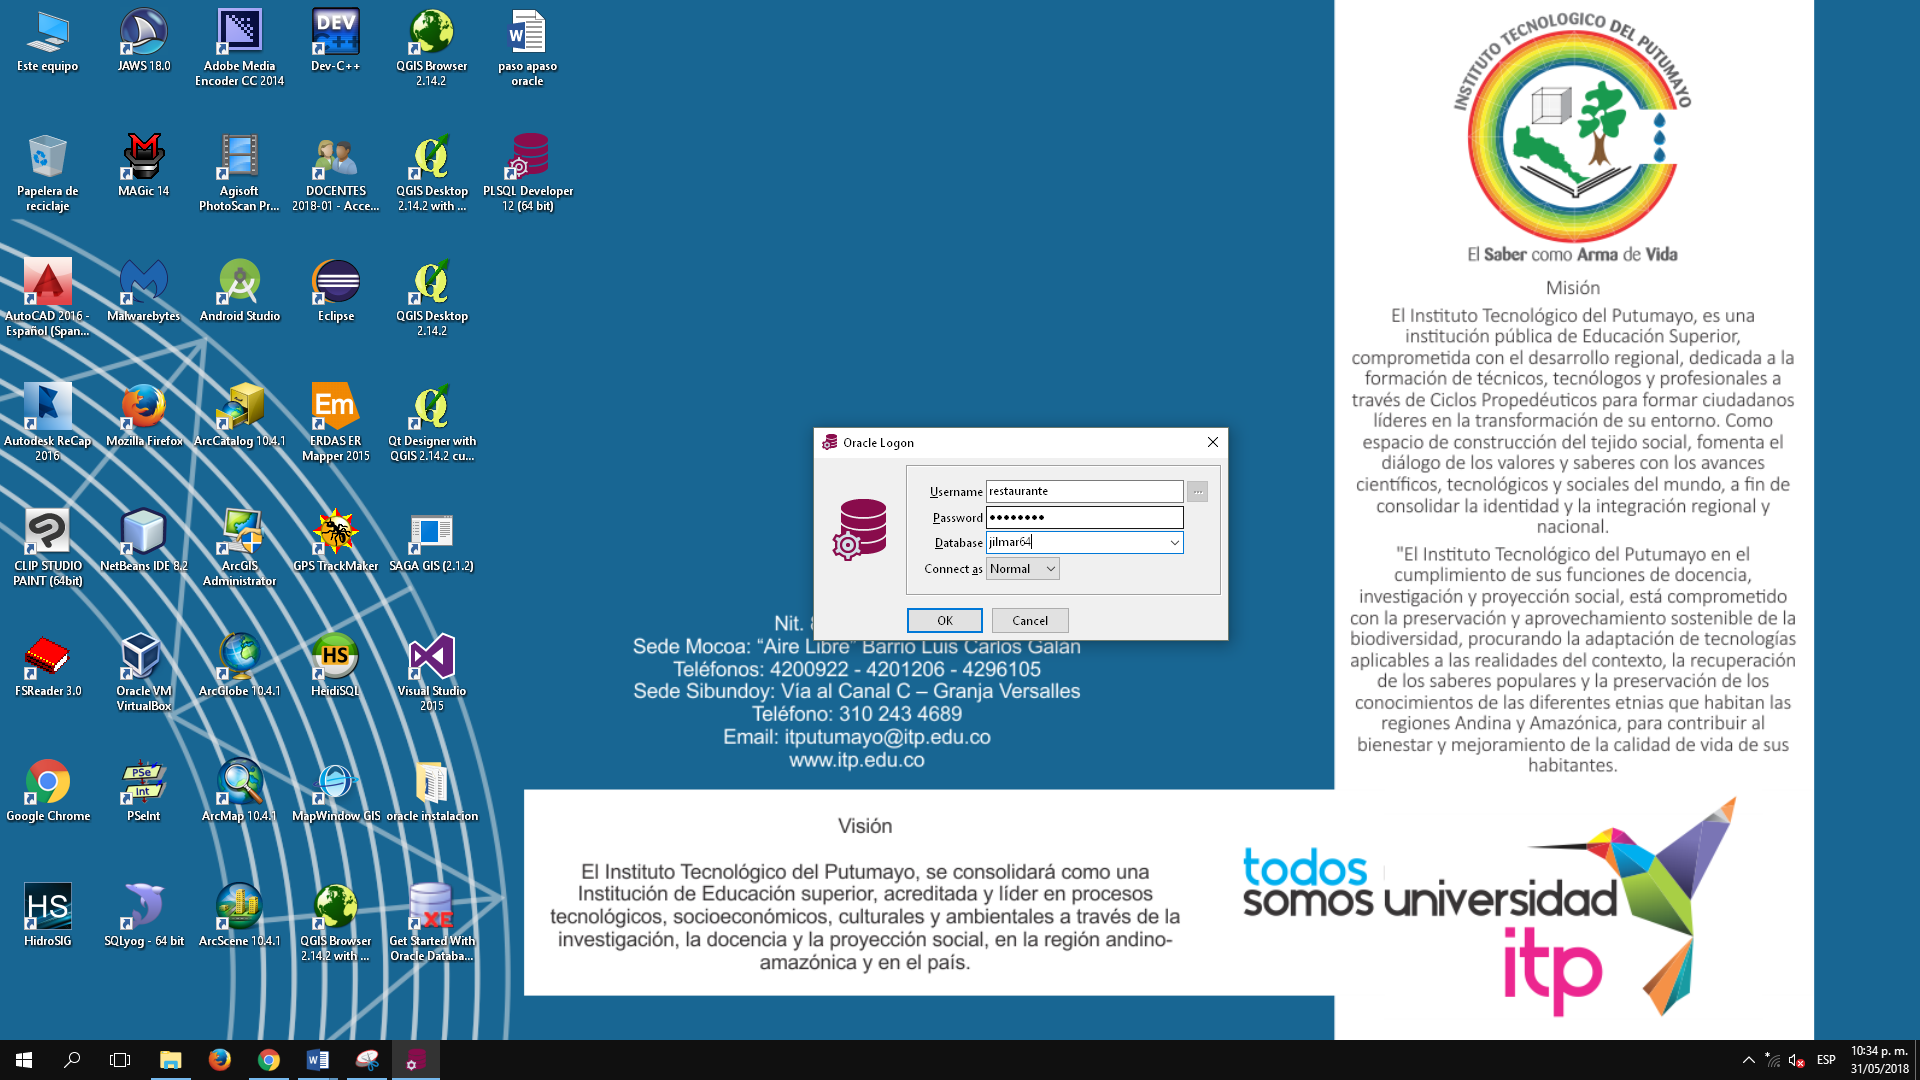 Este equipo
JAWS 18.0
Adobe Media
Encoder CC 2014
DEV
C++
Dev-C++
QGIS Browser
2.14.2
paso apaso
oracle
Papelera de
reciclaje
MAGic 14
Agisoft
PhotoScan Pr...
DOCENTES
2018-01 - Acce...
QGIS Desktop
2.14.2 with ...
PLSQL Developer
12 (64 bit)
AutoCAD 2016 -
Español (Span...
Malwarebytes
Android Studio
Eclipse
QGIS Desktop
2.14.2
Autodesk ReCap
2016
Mozilla Firefox
ArcCatalog 10.4.1
Em
ERDAS ER
Mapper 2015
Qt Designer with
QGIS 2.14.2 cu...
CLIP STUDIO
PAINT (64bit)
NetBeans IDE 8.2
ArcGIS
Administrator
GPS TrackMaker
SAGA GIS (2.1.2)
FSReader 3.0
Oracle VM
VirtualBox
ArcGlobe 10.4.1
HS
HeidiSQL
Visual Studio
2015
Google Chrome
PSe
Int
PSeInt
ArcMap 10.4.1
MapWindow GIS
oracle instalacion
HS
HidroSIG
SQLyog - 64 bit
ArcScene 10.4.1
QGIS Browser
2.14.2 with ...
XE
Get Started With
Oracle Databa...
Oracle Logon
Username restaurante
...
Password ••••••••
Database jilmar64
Connect as Normal
OK Cancel
Nit.
Sede Mocoa: “Aire Libre” Barrio Luis Carlos Galán
Teléfonos: 4200922 - 4201206 - 4296105
Sede Sibundoy: Vía al Canal C – Granja Versalles
Teléfono: 310 243 4689
Email: itputumayo@itp.edu.co
www.itp.edu.co
Visión
El Instituto Tecnológico del Putumayo, se consolidará como una
Institución de Educación superior, acreditada y líder en procesos
tecnológicos, socioeconómicos, culturales y ambientales a través de la
investigación, la docencia y la proyección social, en la región andino-
amazónica y en el país.
INSTITUTO TECNOLOGICO DEL PUTUMAYO
El Saber como Arma de Vida
Misión
El Instituto Tecnológico del Putumayo, es una
institución pública de Educación Superior,
comprometida con el desarrollo regional, dedicada a la
formación de técnicos, tecnólogos y profesionales a
través de Ciclos Propedéuticos para formar ciudadanos
líderes en la transformación de su entorno. Como
espacio de construcción del tejido social, fomenta el
diálogo de los valores y saberes con los avances
científicos, tecnológicos y sociales del mundo, a fin de
consolidar la identidad y la integración regional y
nacional.
"El Instituto Tecnológico del Putumayo en el
cumplimiento de sus funciones de docencia,
investigación y proyección social, está comprometido
con la preservación y aprovechamiento sostenible de la
biodiversidad, procurando la adaptación de tecnologías
aplicables a las realidades del contexto, la recuperación
de los saberes populares y la preservación de los
conocimientos de las diferentes etnias que habitan las
regiones Andina y Amazónica, para contribuir al
bienestar y mejoramiento de la calidad de vida de sus
habitantes.
todos
somos universidad
itp
ESP
10:34 p. m.
31/05/2018